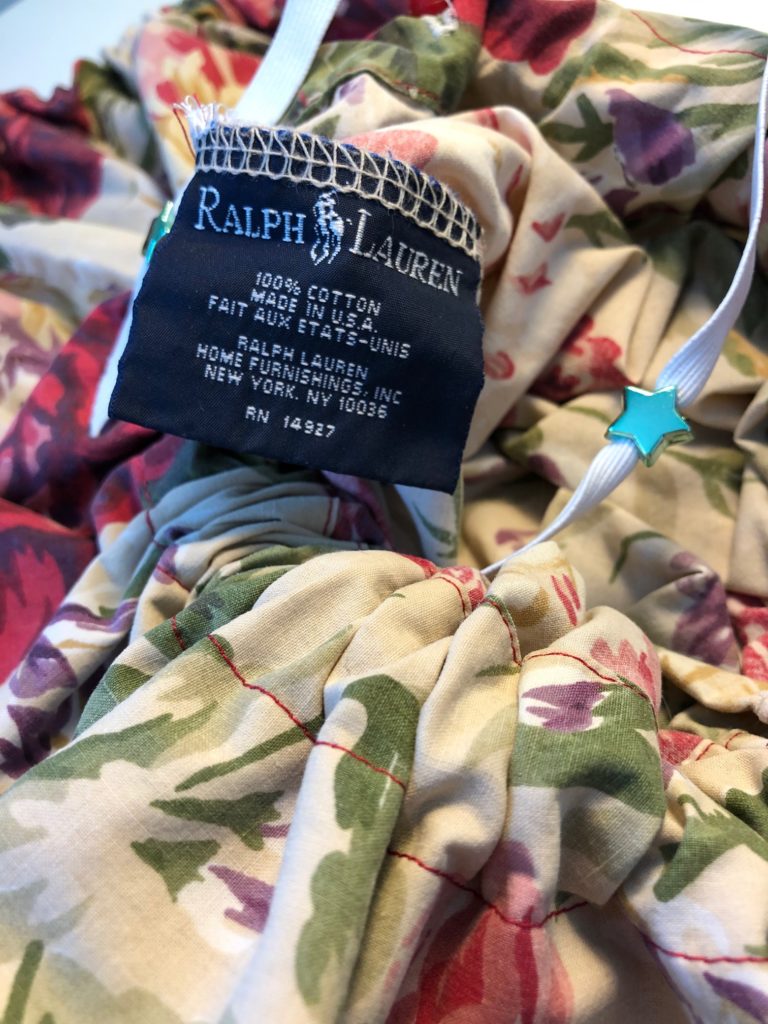 RALPH LAUREN
100% COTTON
MADE IN U.S.A.
FAIT AUX ETATS-UNIS
RALPH LAUREN
HOME FURNISHINGS, INC
NEW YORK, NY 10036
RN 14927